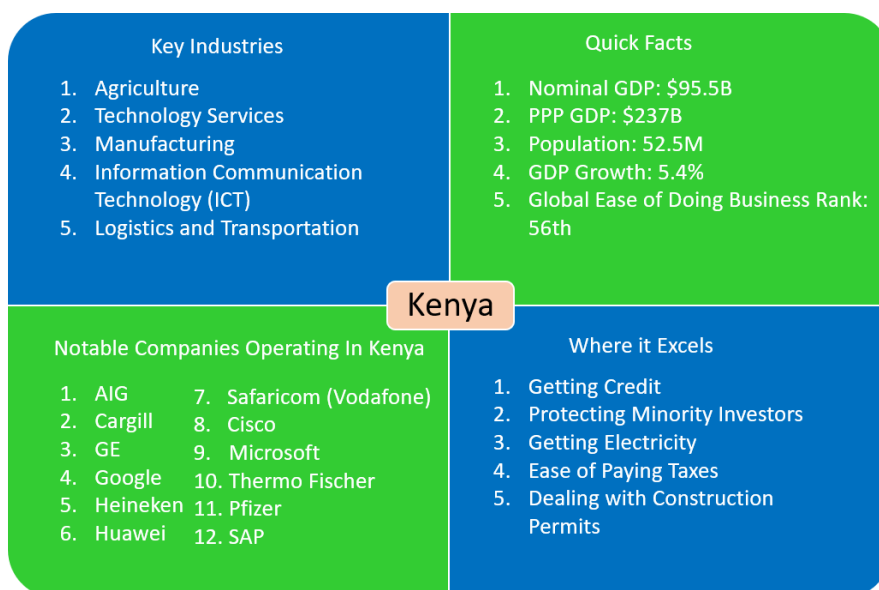 Key Industries
1. Agriculture
2. Technology Services
3. Manufacturing
4. Information Communication
Technology (ICT)
5. Logistics and Transportation
Quick Facts
1. Nominal GDP: $95.5B
2. PPP GDP: $237B
3. Population: 52.5M
4. GDP Growth: 5.4%
5. Global Ease of Doing Business Rank:
56th
Kenya
Notable Companies Operating In Kenya
1. AIG
2. Cargill
3. GE
4. Google
5. Heineken
6. Huawei
7. Safaricom (Vodafone)
8. Cisco
9. Microsoft
10. Thermo Fischer
11. Pfizer
12. SAP
Where it Excels
1. Getting Credit
2. Protecting Minority Investors
3. Getting Electricity
4. Ease of Paying Taxes
5. Dealing with Construction
Permits